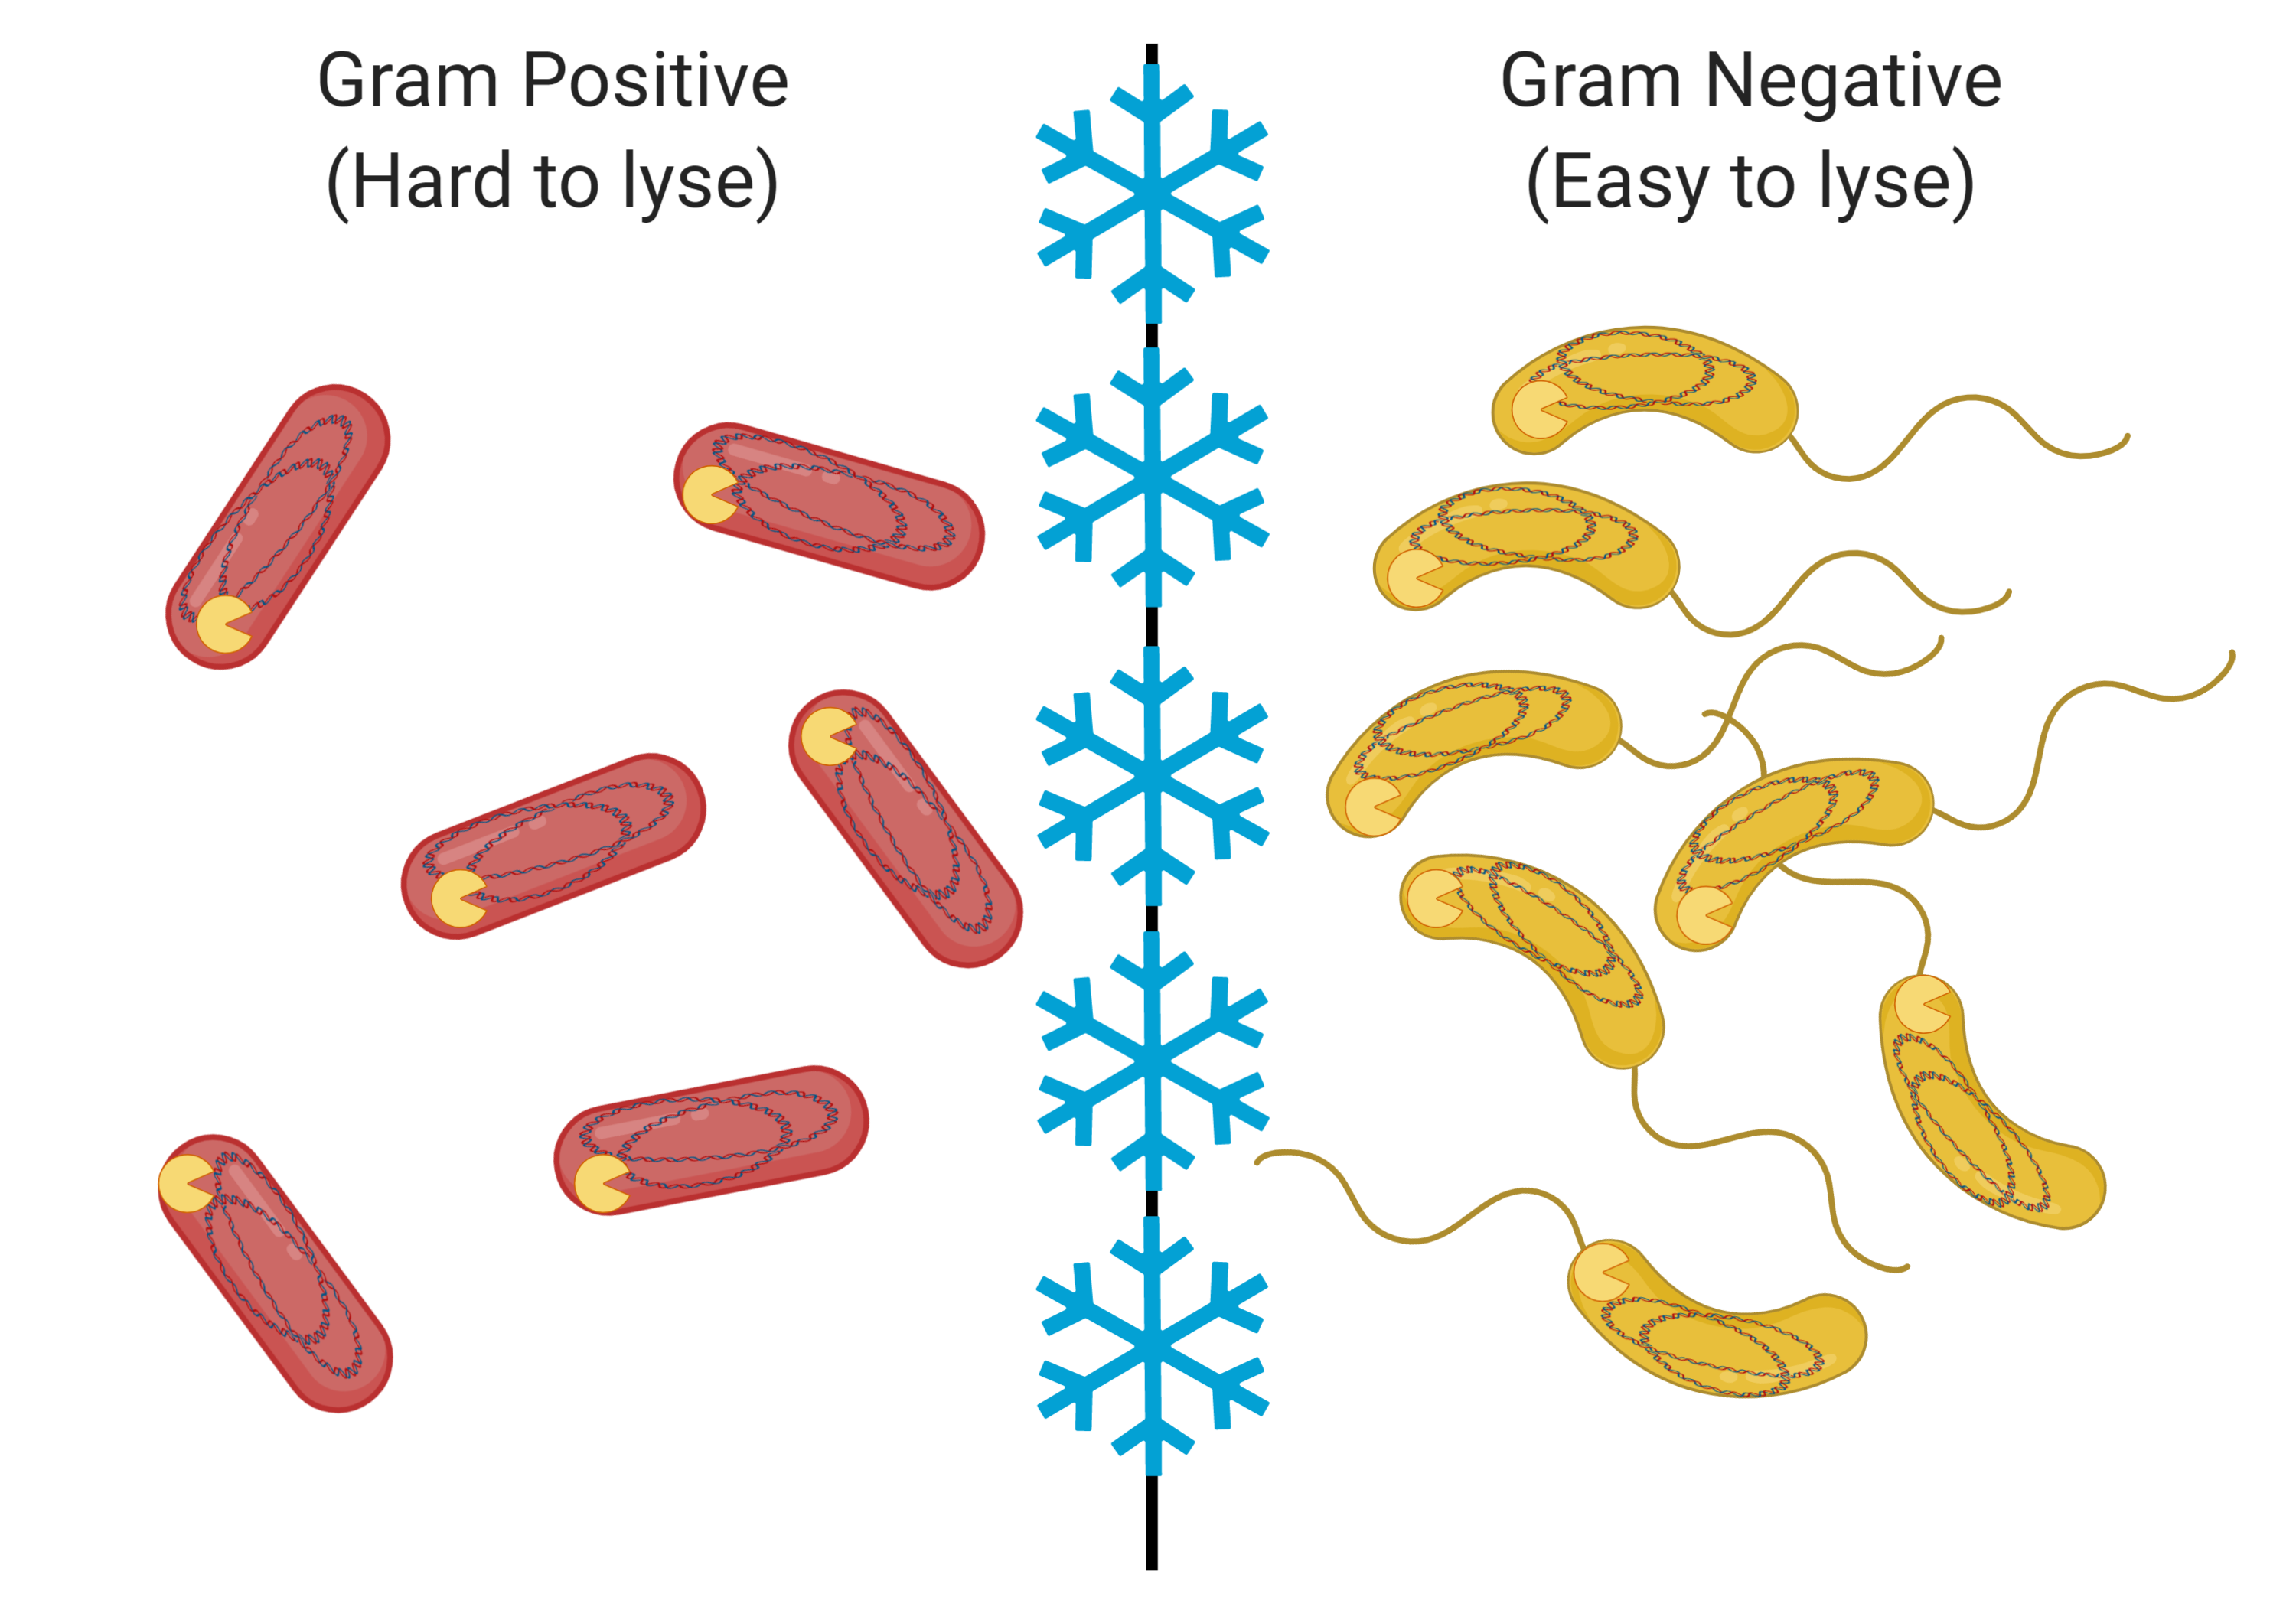 Gram Positive
(Hard to lyse)
Gram Negative
(Easy to lyse)